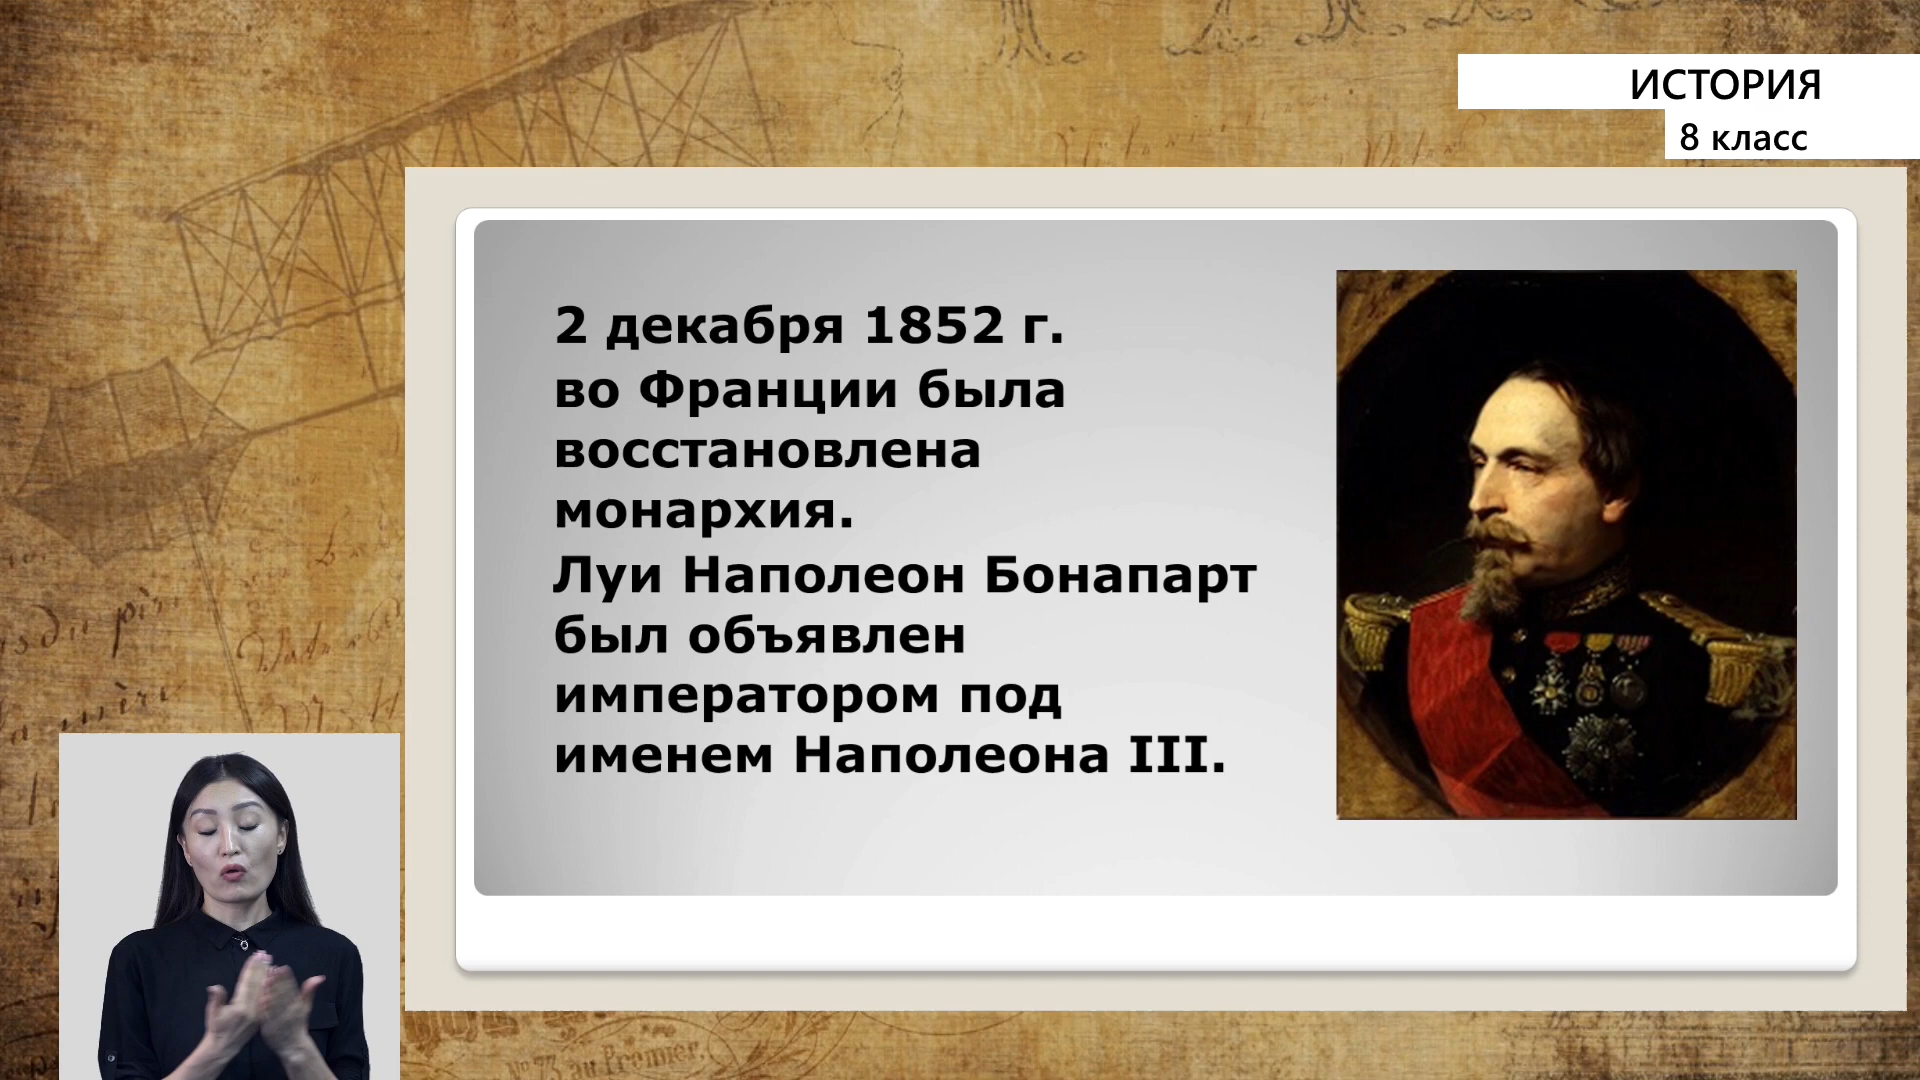 ИСТОРИЯ
8 класс
2 декабря 1852 г.
во Франции была
восстановлена
монархия.
Луи Наполеон Бонапарт
был объявлен
императором под
именем Наполеона III.